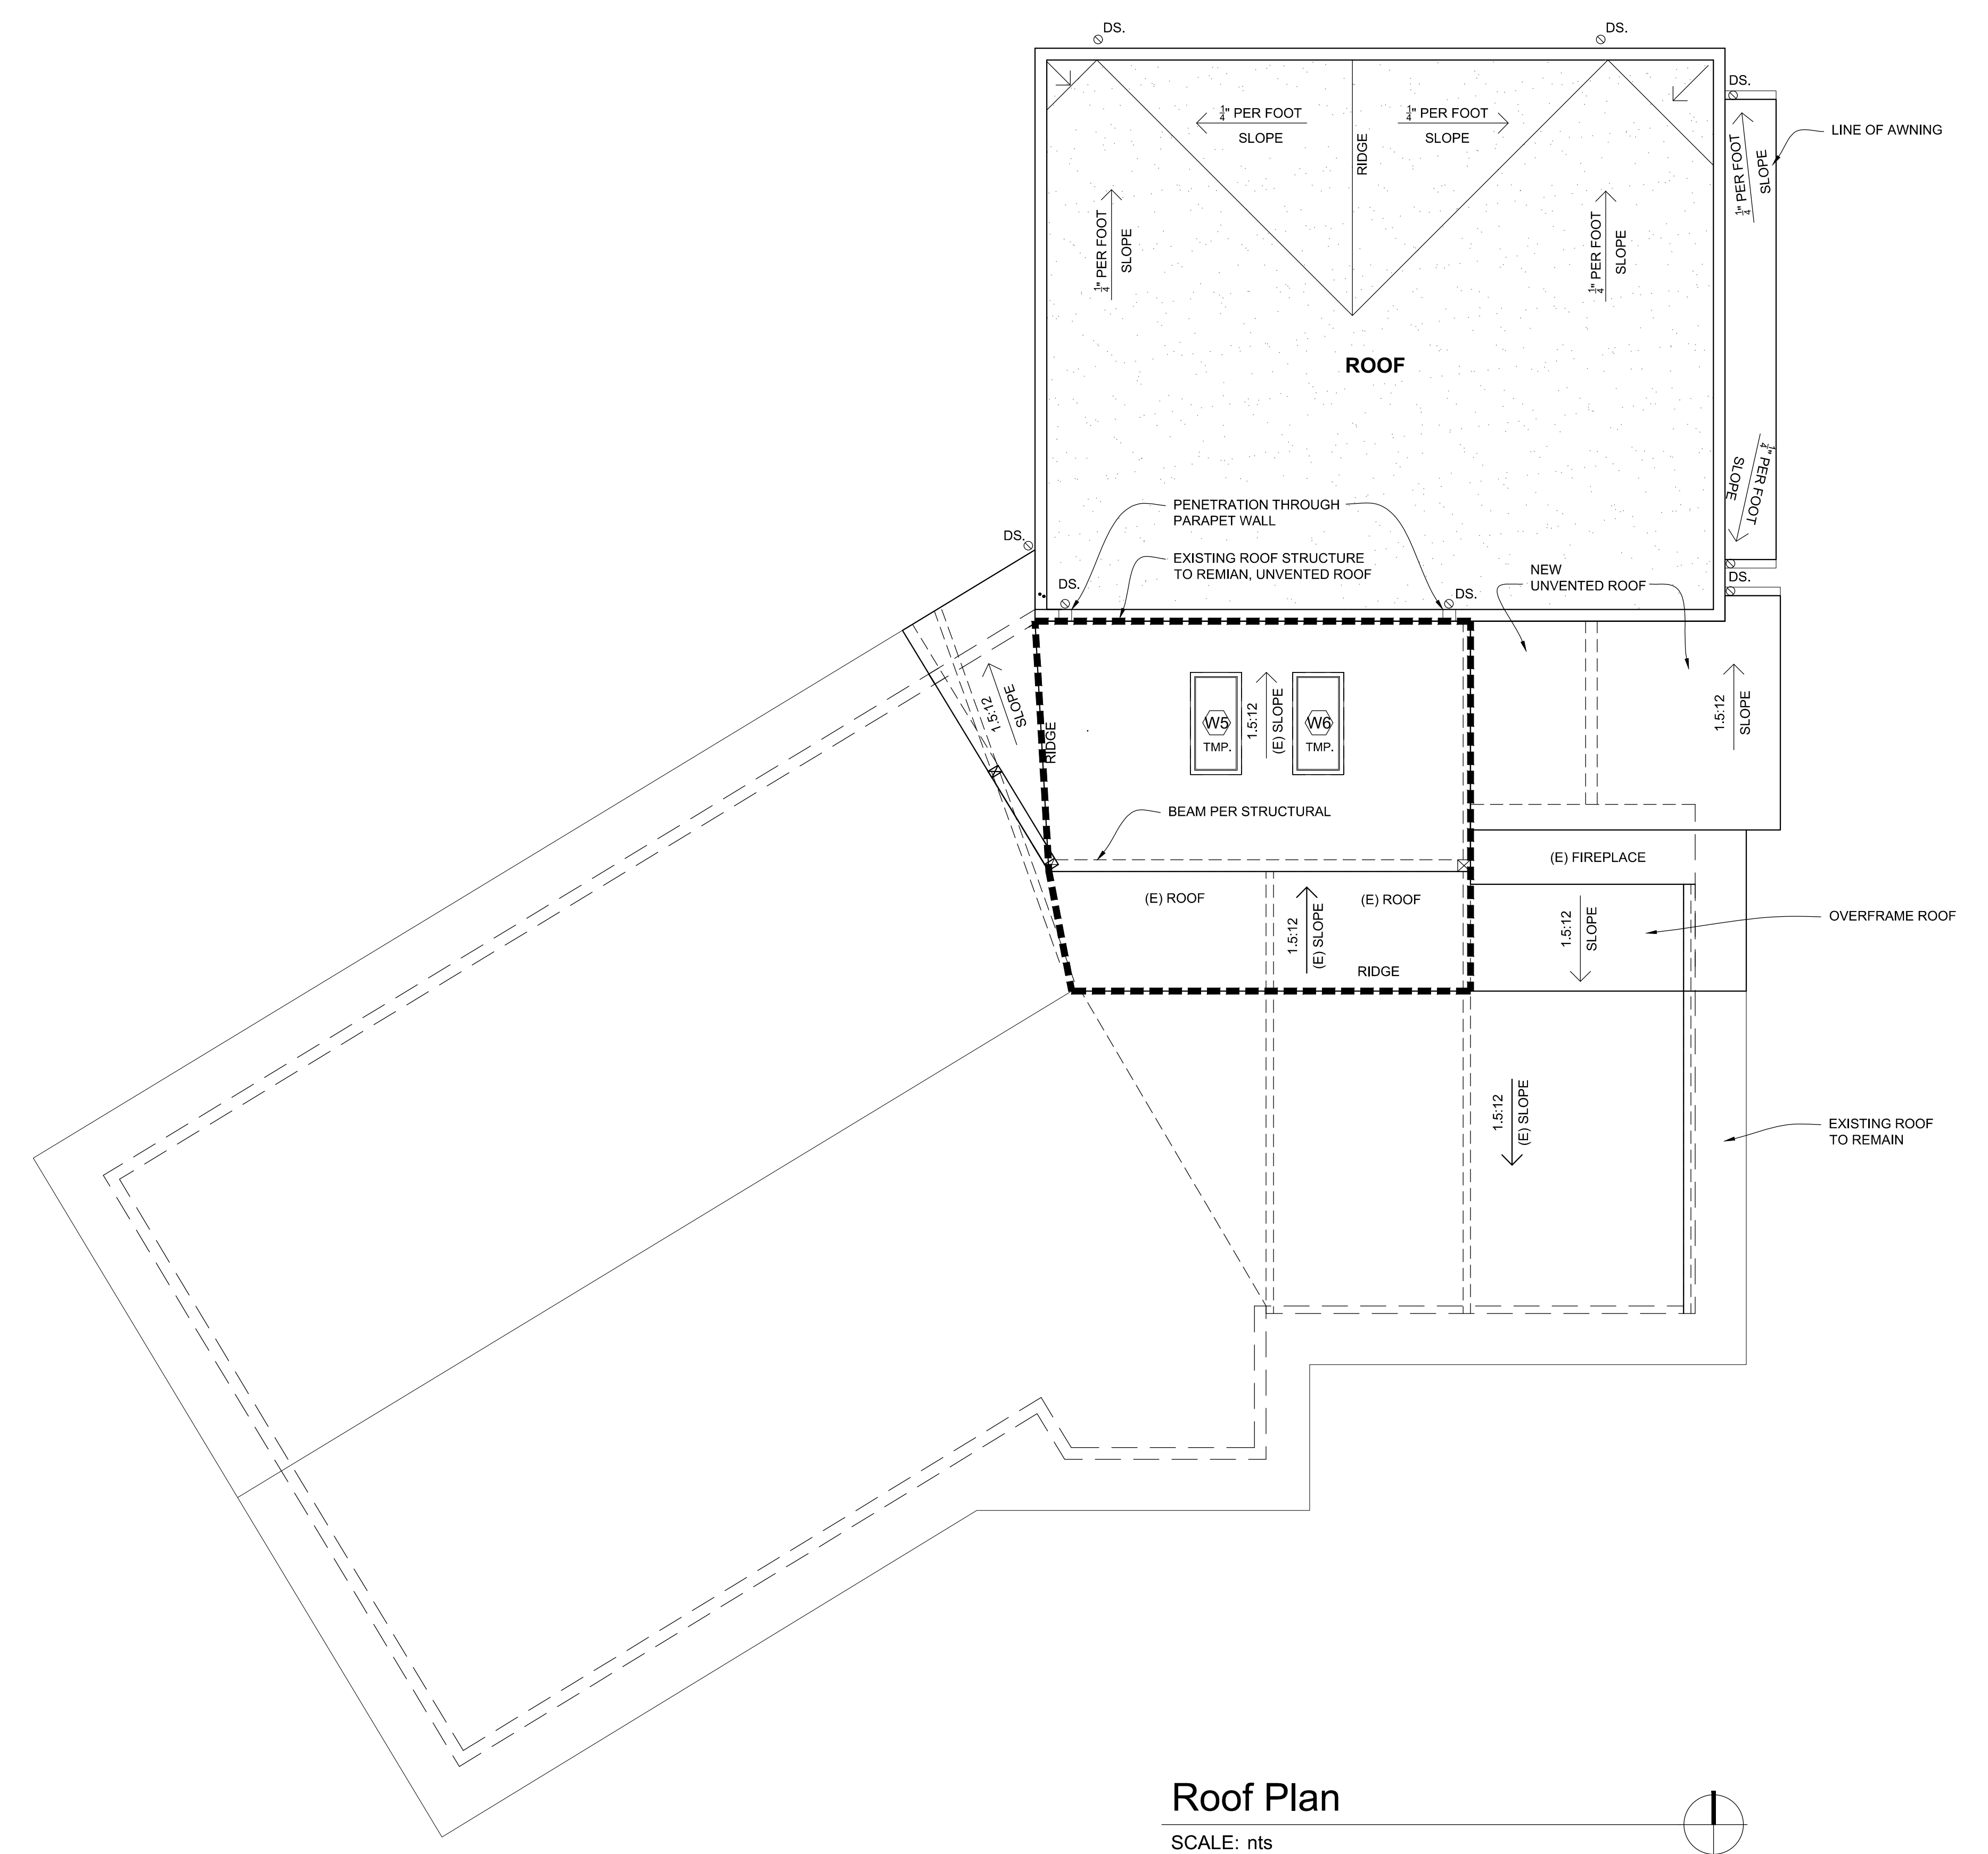 DS.
DS.
DS.
1/4" PER FOOT
SLOPE
1/4" PER FOOT
SLOPE
RIDGE
LINE OF AWNING
1/4" PER FOOT
SLOPE
1/4" PER FOOT
SLOPE
1/4" PER FOOT
SLOPE
ROOF
1/4" PER FOOT
SLOPE
PENETRATION THROUGH
PARAPET WALL
DS.
EXISTING ROOF STRUCTURE
TO REMIAN, UNVENTED ROOF
NEW
UNVENTED ROOF
DS.
DS.
DS.
1.5:12
SLOPE
RIDGE
W5
TMP.
1.5:12
(E) SLOPE
W6
TMP.
1.5:12
SLOPE
BEAM PER STRUCTURAL
(E) FIREPLACE
(E) ROOF
(E) ROOF
1.5:12
(E) SLOPE
1.5:12
SLOPE
OVERFRAME ROOF
RIDGE
1.5:12
(E) SLOPE
EXISTING ROOF
TO REMAIN
Roof Plan
SCALE: nts